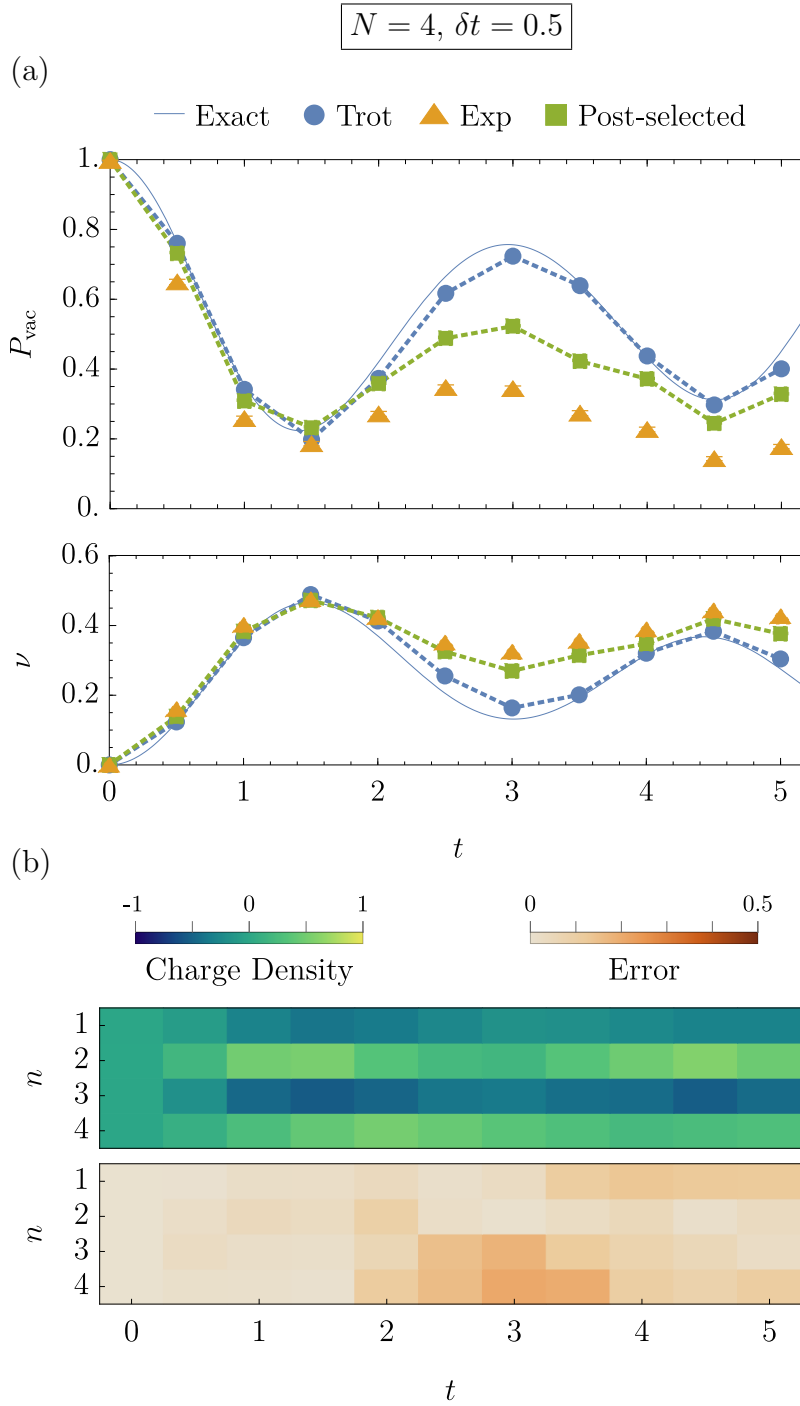 N = 4, δt = 0.5
(a)
Exact Trot Exp Post-selected
1.
0.8
0.6
0.4
0.2
0.
P_vac
0.6
0.4
0.2
0.
ν
0 1 2 3 4 5
t
(b)
-1 0 1
Charge Density
0 0.5
Error
1
2
3
4
n
1
2
3
4
n
0 1 2 3 4 5
t